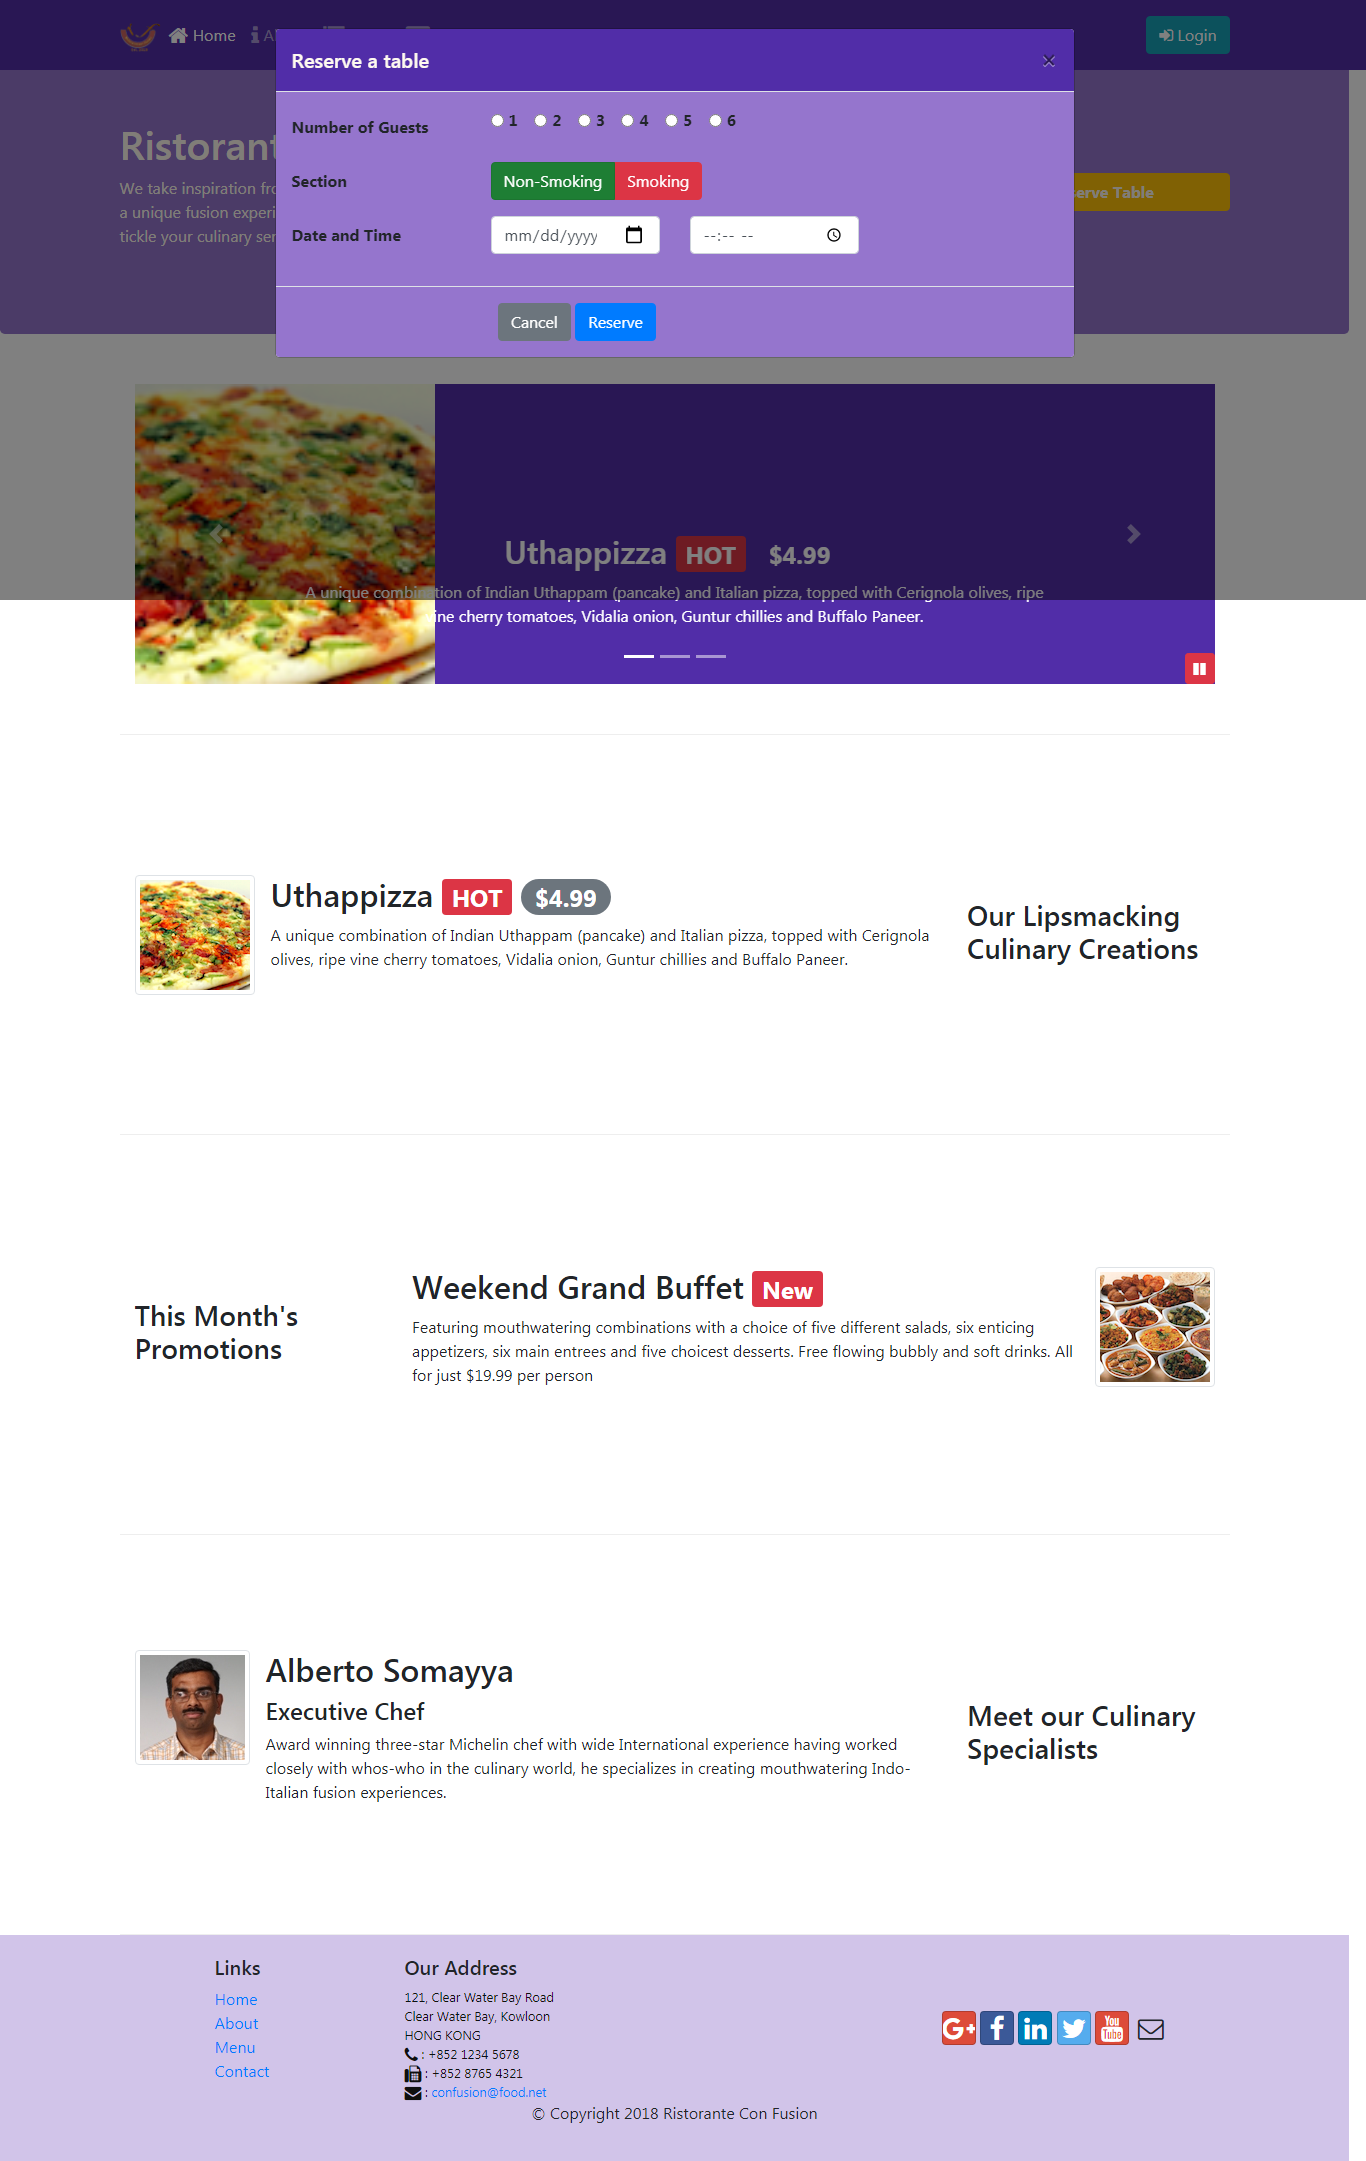 Home
Login
Reserve a table
×
Number of Guests
1 2 3 4 5 6
Section
Non-Smoking Smoking
Date and Time
mm/dd/yyyy
--:-- --
Cancel Reserve
We take inspiration
a unique fusion
tickle your culinary
Table
Uthappizza HOT $4.99
A unique combination of Indian Uthappam (pancake) and Italian pizza, topped with Cerignola olives, ripe
vine cherry tomatoes, Vidalia onion, Guntur chillies and Buffalo Paneer.
Uthappizza HOT $4.99
A unique combination of Indian Uthappam (pancake) and Italian pizza, topped with Cerignola
olives, ripe vine cherry tomatoes, Vidalia onion, Guntur chillies and Buffalo Paneer.
Our Lipsmacking
Culinary Creations
This Month's
Promotions
Weekend Grand Buffet New
Featuring mouthwatering combinations with a choice of five different salads, six enticing
appetizers, six main entrees and five choicest desserts. Free flowing bubbly and soft drinks. All
for just $19.99 per person
Alberto Somayya
Executive Chef
Award winning three-star Michelin chef with wide International experience having worked
closely with whos-who in the culinary world, he specializes in creating mouthwatering Indo-
Italian fusion experiences.
Meet our Culinary
Specialists
Links
Home
About
Menu
Contact
Our Address
121, Clear Water Bay Road
Clear Water Bay, Kowloon
HONG KONG
: +852 1234 5678
: +852 8765 4321
: confusion@food.net
G+ f in You Tube
© Copyright 2018 Ristorante Con Fusion